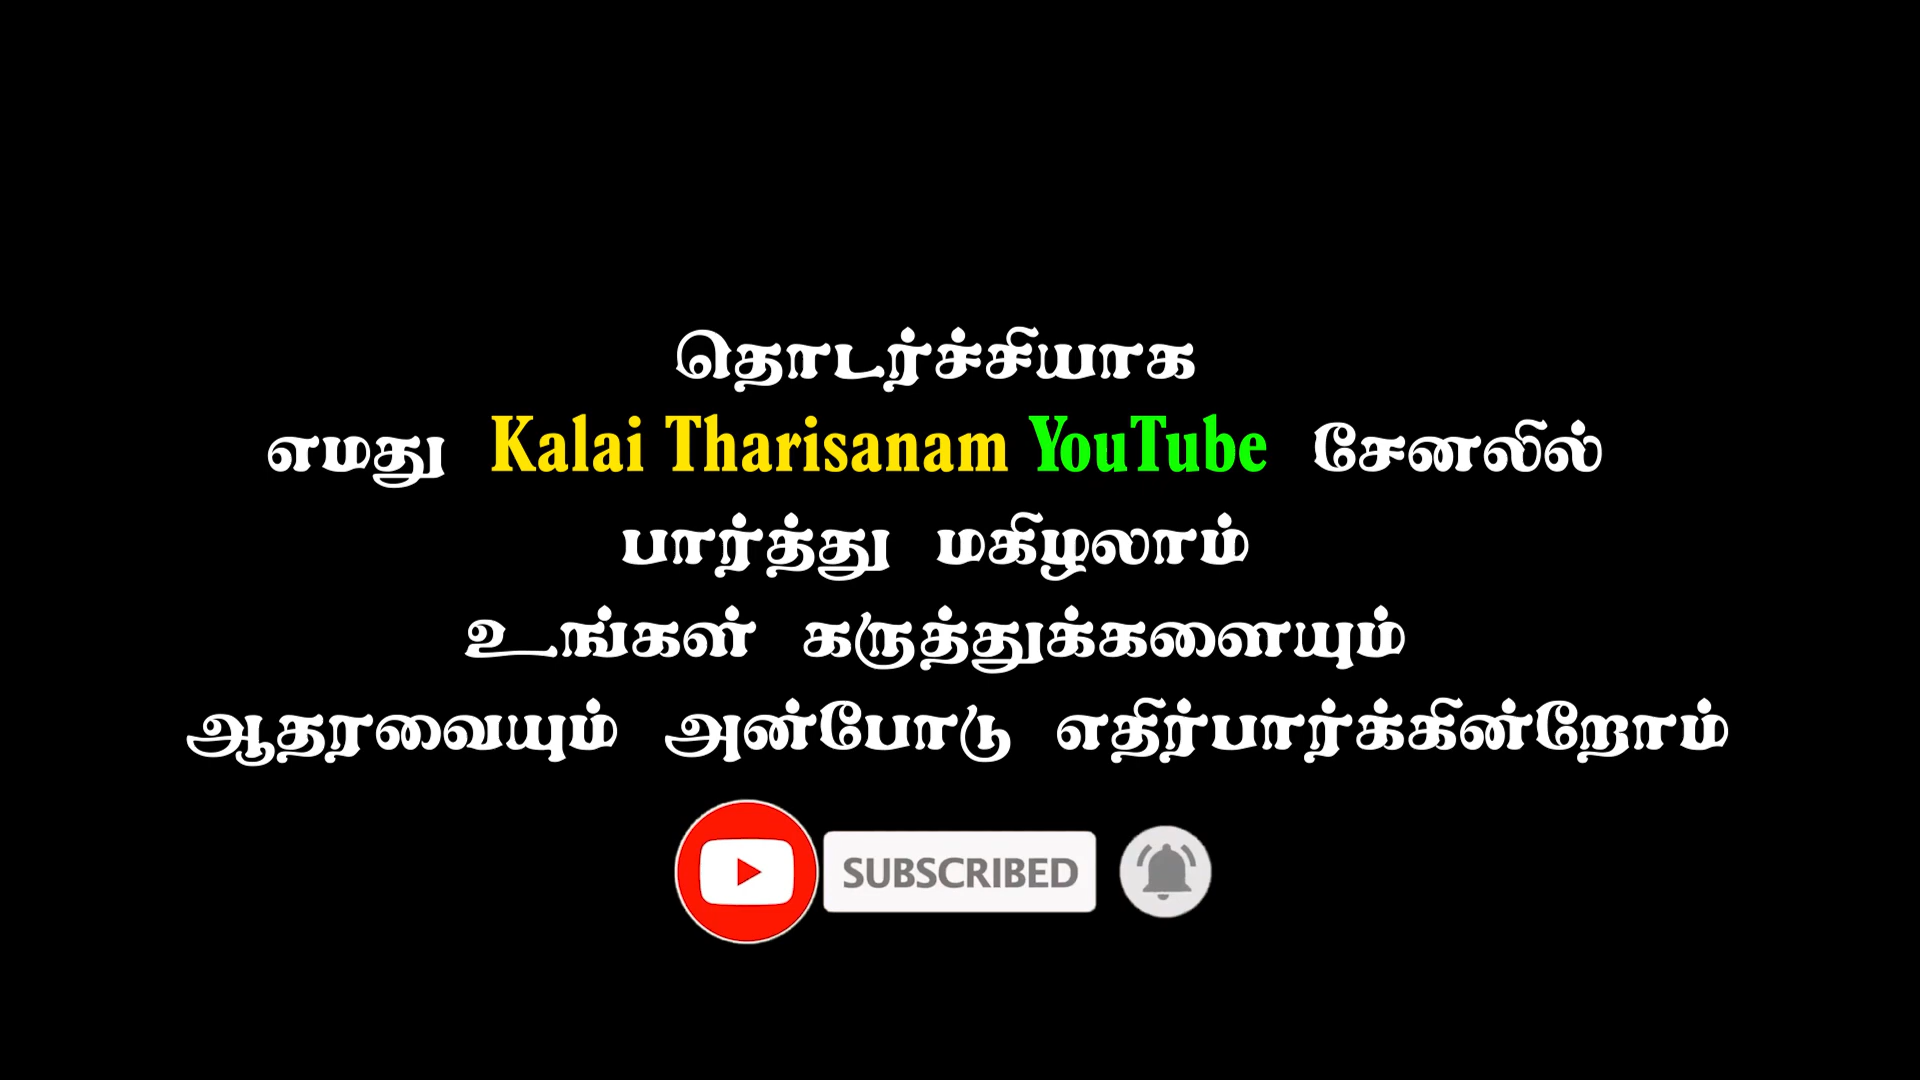 தொடர்ச்சியாக
எமது Kalai Tharisanam YouTube சேனலில்
பார்த்து மகிழலாம்
உங்கள் கருத்துக்களையும்
ஆதரவையும் அன்போடு எதிர்பார்க்கின்றோம்
SUBSCRIBED